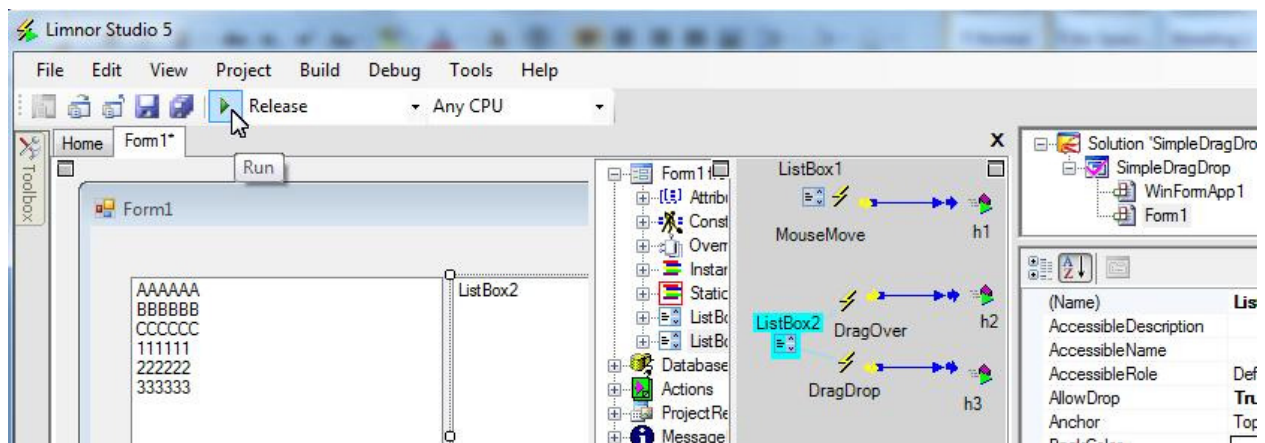 Limnor Studio 5
File Edit View Project Build Debug Tools Help
Release Any CPU
Toolbox
Home Form1* X
Run
Form1
AAAAAA
BBBBBB
CCCCCC
111111
222222
333333
ListBox2
Form1
Attrib
Const
Overr
Instar
Static
ListBo
ListBo
Database
Actions
ProjectRe
Message
ListBox1
MouseMove
h1
ListBox2
DragOver
h2
DragDrop
h3
Solution 'SimpleDragDro
SimpleDragDrop
WinFormApp1
Form1
(Name) Lis
AccessibleDescription
AccessibleName
AccessibleRole Def
AllowDrop Tru
Anchor Top